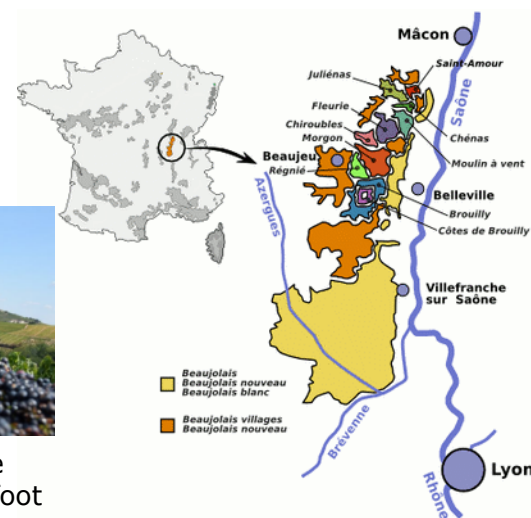 Mâcon
Saint-Amour
Juliénas
Saône
Fleurie
Chiroubles
Chénas
Morgon
Beaujeu
Moulin à vent
Régnié
Azergues
Belleville
Brouilly
Côtes de Brouilly
Villefranche
sur Saône
Beaujolais
Beaujolais nouveau
Beaujolais blanc
Beaujolais villages
Beaujolais nouveau
Brévenne
Lyon
Rhône